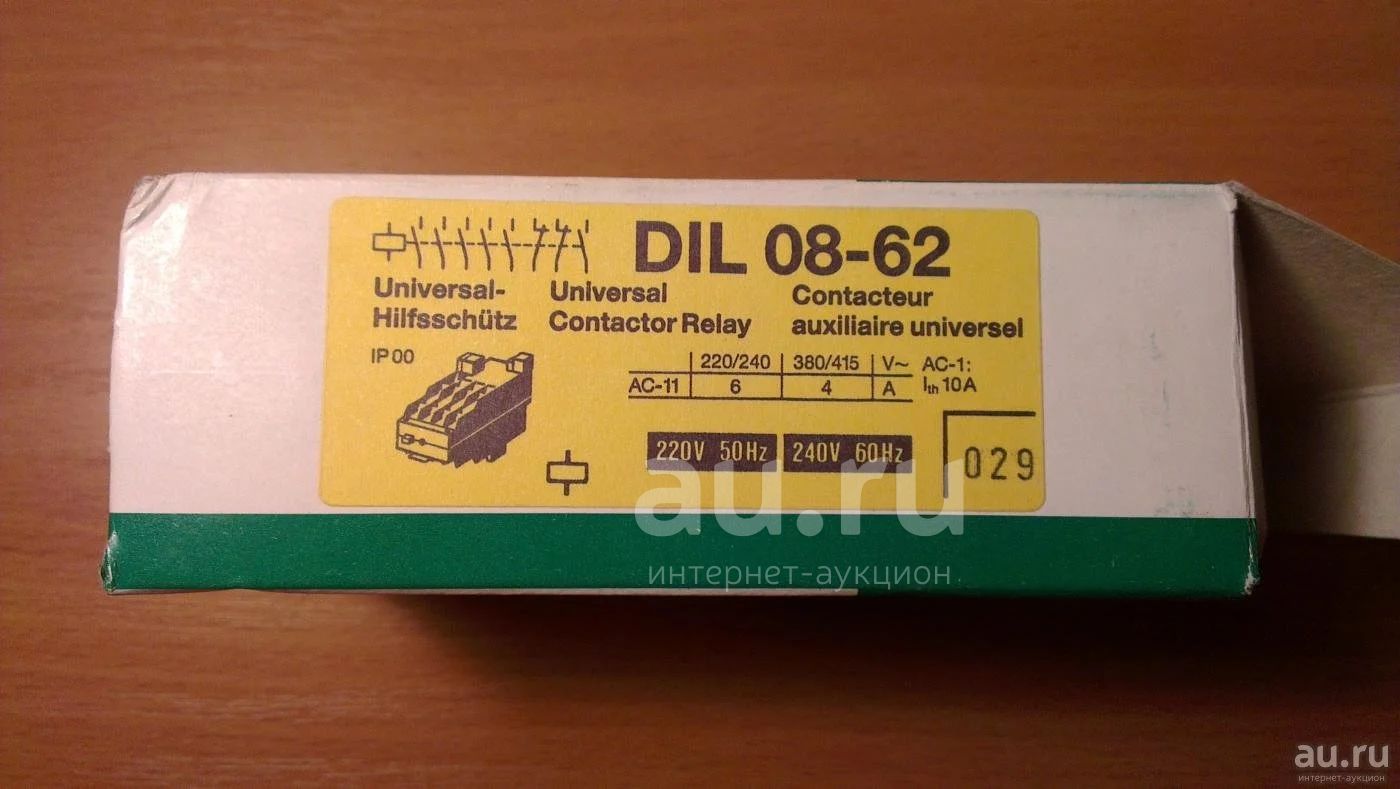 DIL 08-62
Universal-
Hilfsschütz
Universal
Contactor Relay
Contacteur
auxiliaire universel
IP 00
220/240 380/415 V~
AC-11 6 4 A
AC-1:
Ith 10A
220V 50Hz
240V 60Hz
029
au.ru
интернет-аукцион
au.ru
интернет-аукцион